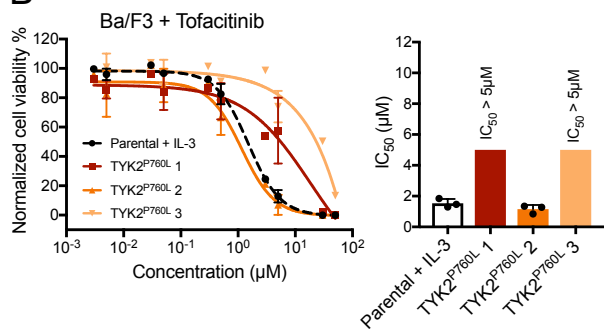 Ba/F3 + Tofacitinib
Normalized cell viability %
120
100
80
60
40
20
0
Parental + IL-3
TYK2P760L 1
TYK2P760L 2
TYK2P760L 3
10-3
10-2
10-1
100
101
102
Concentration (µM)
IC50 (µM)
12
10
8
6
4
2
0
IC50 > 5µM
IC50 > 5µM
Parental + IL-3
TYK2P760L 1
TYK2P760L 2
TYK2P760L 3